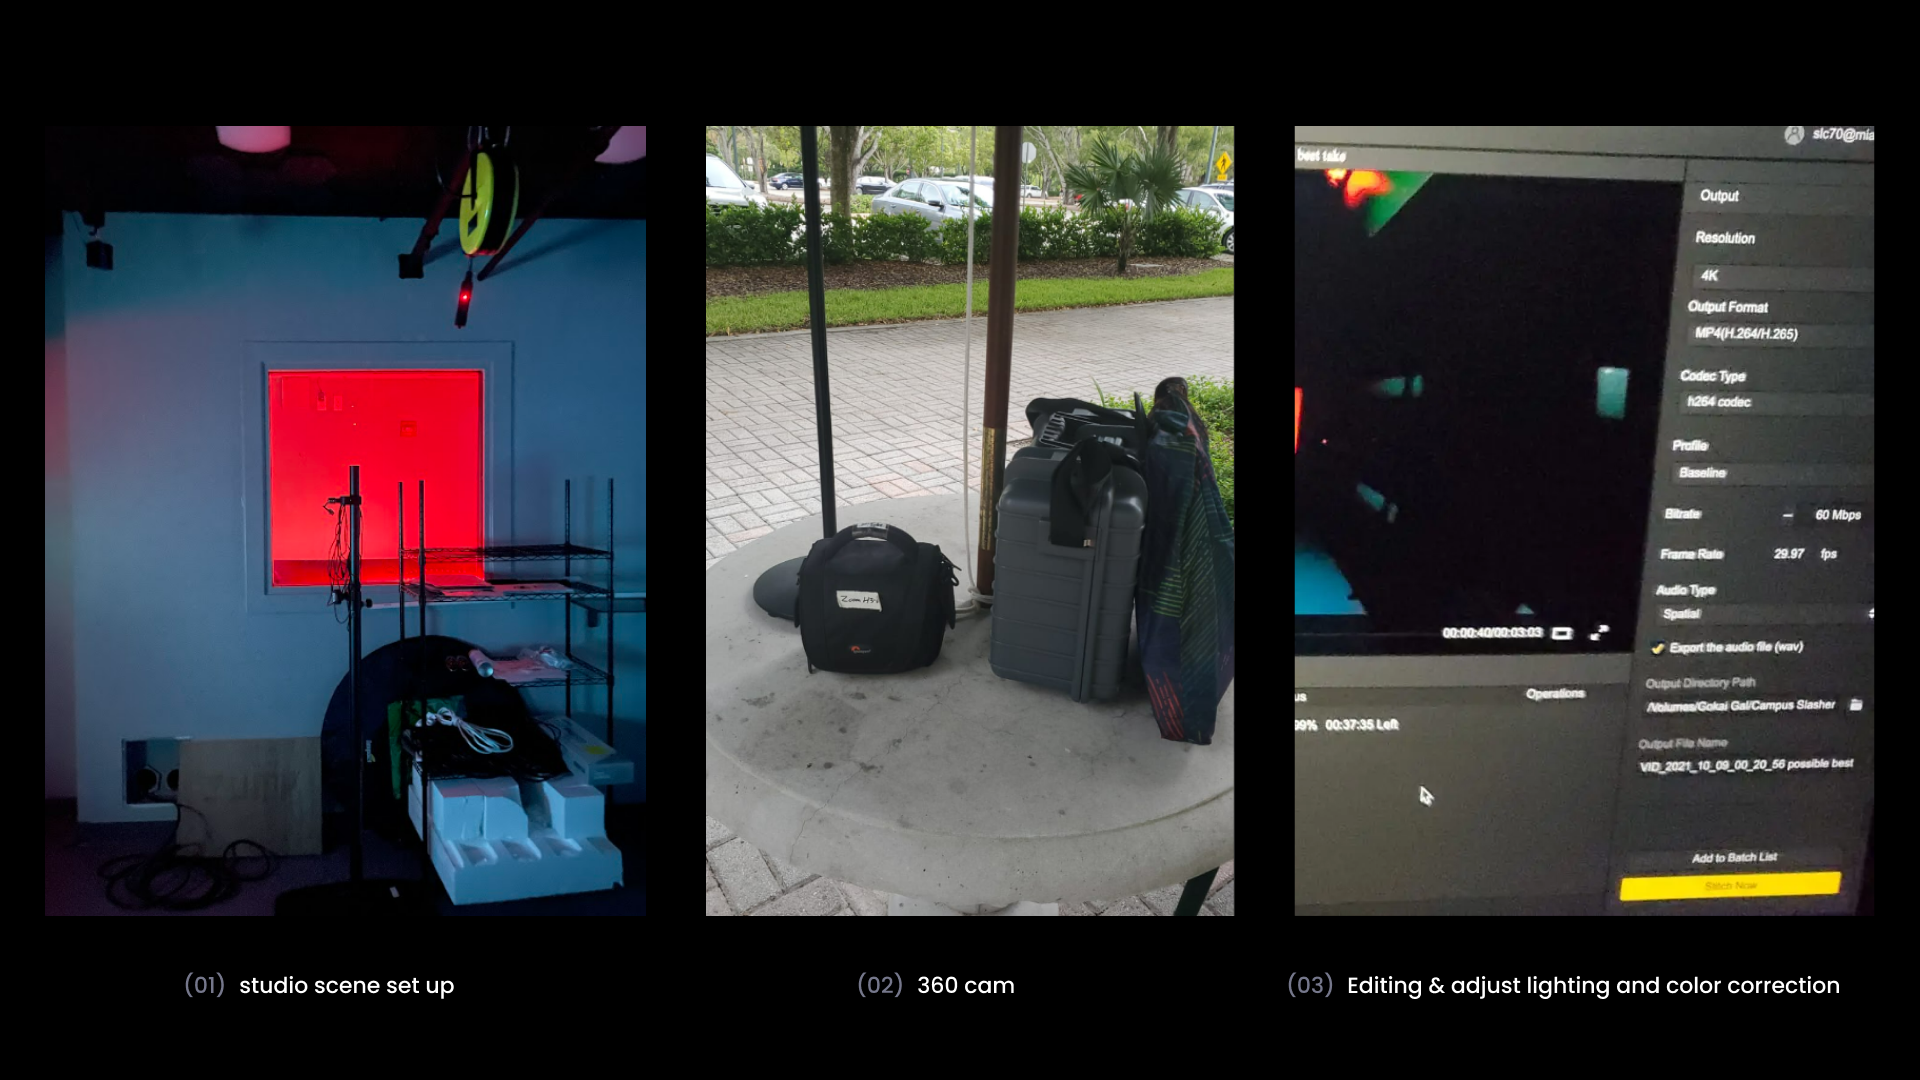 slc70@mia
best take
Output
Resolution
4K
Output Format
MP4(H.264/H.265)
Codec Type
h264 codec
Profile
Baseline
Bitrate
60 Mbps
Frame Rate
29.97 fps
Audio Type
Spatial
00:00:40/00:03:03
Export the audio file (wav)
Output Directory Path
/Volumes/Gokai Gal/Campus Slasher
Output File Name
VID_2021_10_09_00_20_56 possible best
us
Operations
99% 00:37:35 Left
Add to Batch List
Stitch Now
Zoom
(01) studio scene set up
(02) 360 cam
(03) Editing & adjust lighting and color correction